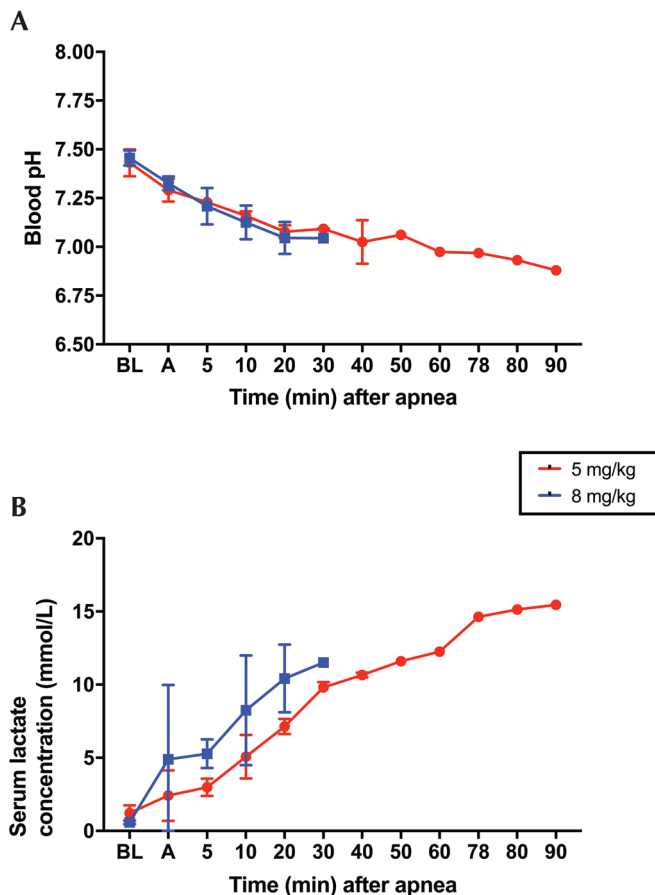 A
8.00
7.75
7.50
7.25
7.00
6.75
6.50
Blood pH
BL A 5 10 20 30 40 50 60 78 80 90
Time (min) after apnea
5 mg/kg
8 mg/kg
B
20
15
10
5
0
Serum lactate
concentration (mmol/L)
BL A 5 10 20 30 40 50 60 78 80 90
Time (min) after apnea